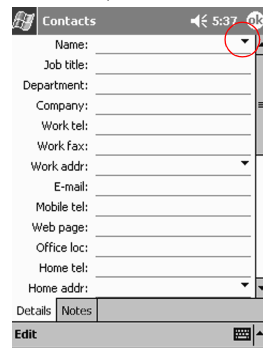 Contacts 5:37 ok
Name:
Job title:
Department:
Company:
Work tel:
Work fax:
Work addr:
E-mail:
Mobile tel:
Web page:
Office loc:
Home tel:
Home addr:
Details Notes
Edit